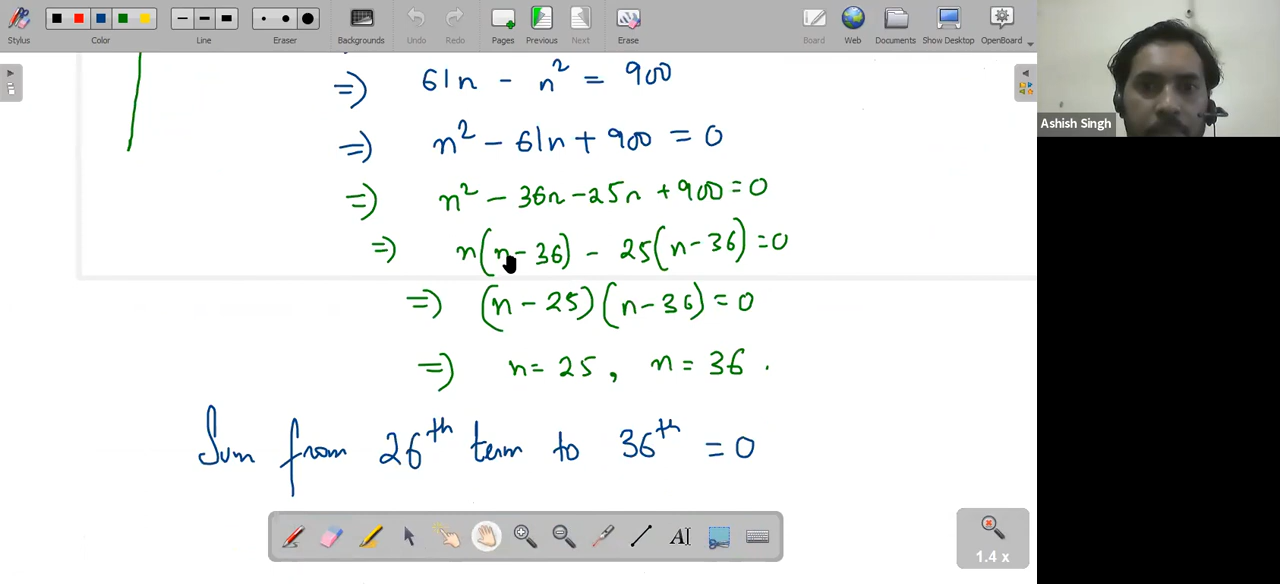 Stylus Color Line Eraser Backgrounds Undo Redo Pages Previous Next Erase Board Web Documents Show Desktop OpenBoard
Ashish Singh
=) 61n - n² = 900
=) n² - 61n + 900 = 0
=) n² - 36n - 25n + 900 = 0
=) n(n - 36) - 25(n - 36) = 0
=) (n - 25)(n - 36) = 0
=) n = 25, n = 36.
Sum from 26th term to 36th = 0
1.4 x